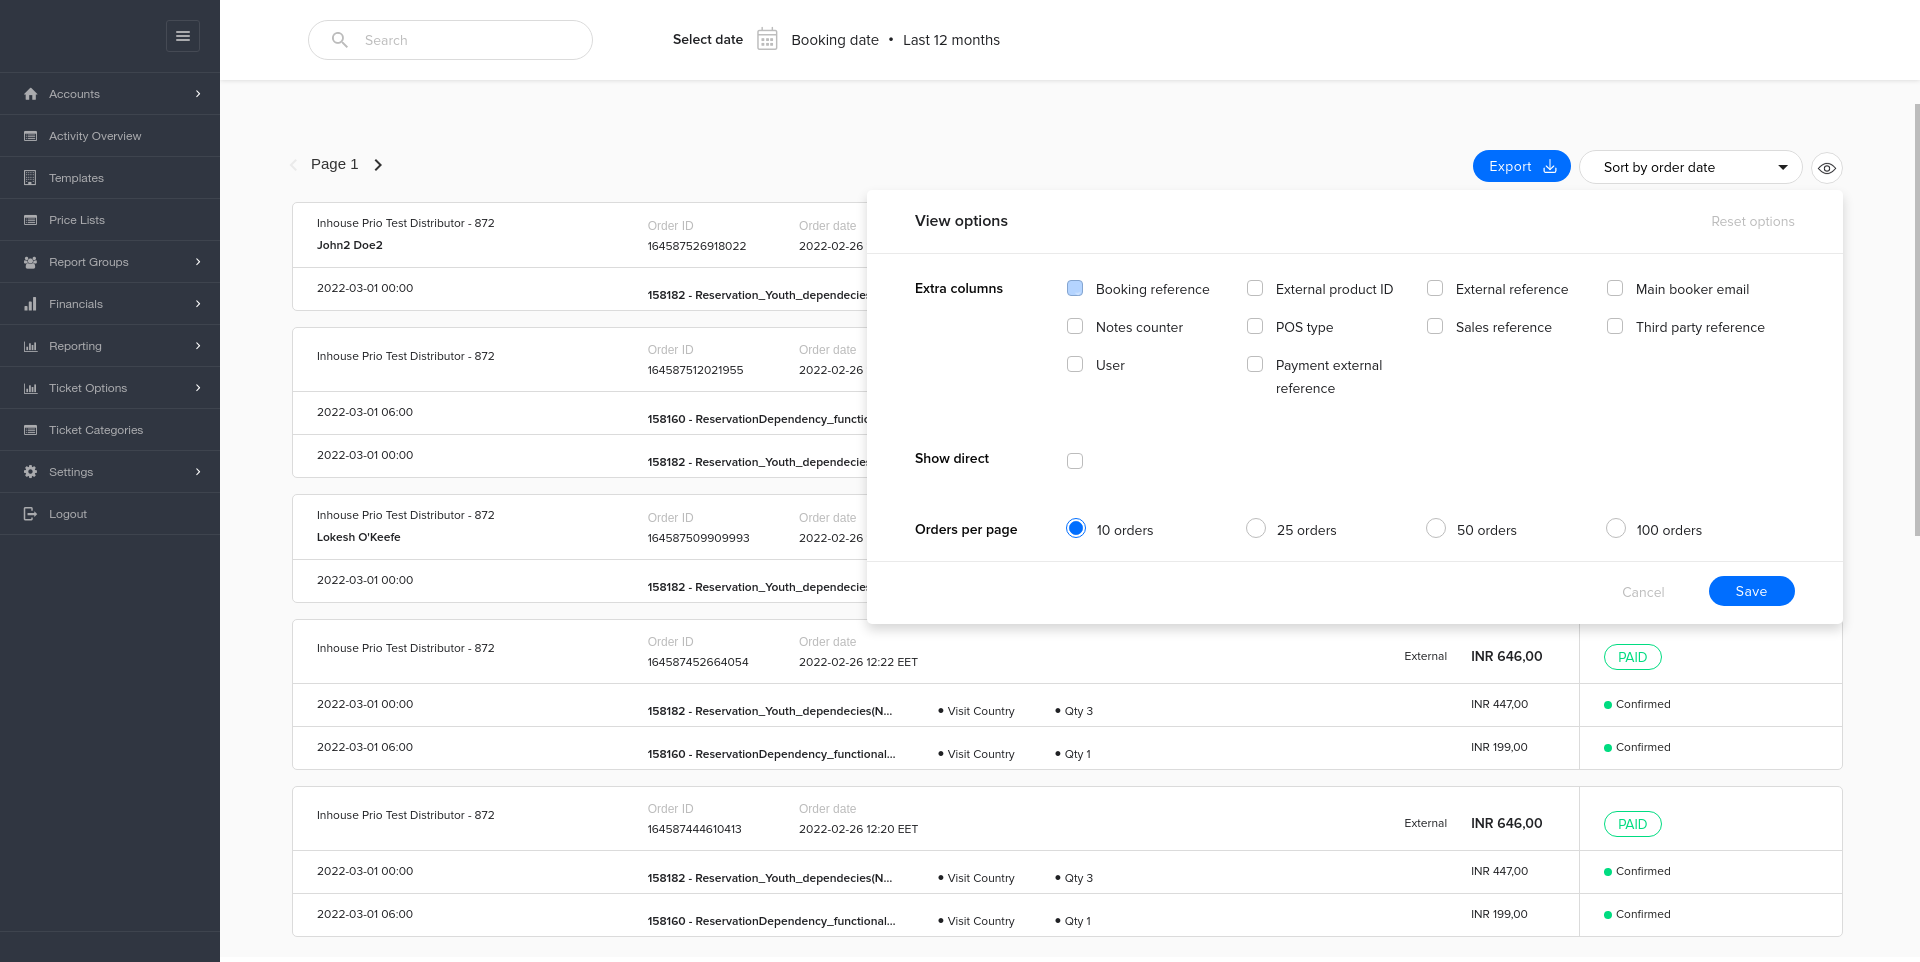 Search
Select date Booking date • Last 12 months
Accounts
Activity Overview
Templates
Price Lists
Report Groups
Financials
Reporting
Ticket Options
Ticket Categories
Settings
Logout
Page 1
Export
Sort by order date
Inhouse Prio Test Distributor - 872
John2 Doe2
Order ID
164587526918022
Order date
2022-02-26
2022-03-01 00:00
158182 - Reservation_Youth_dependecies
Inhouse Prio Test Distributor - 872
Order ID
164587512021955
Order date
2022-02-26
2022-03-01 06:00
158160 - ReservationDependency_functio
2022-03-01 00:00
158182 - Reservation_Youth_dependecies
Inhouse Prio Test Distributor - 872
Lokesh O'Keefe
Order ID
164587509909993
Order date
2022-02-26
2022-03-01 00:00
158182 - Reservation_Youth_dependecies
View options
Reset options
Extra columns
Booking reference
External product ID
External reference
Main booker email
Notes counter
POS type
Sales reference
Third party reference
User
Payment external
reference
Show direct
Orders per page
10 orders
25 orders
50 orders
100 orders
Cancel
Save
Inhouse Prio Test Distributor - 872
Order ID
164587452664054
Order date
2022-02-26 12:22 EET
External
INR 646,00
PAID
2022-03-01 00:00
158182 - Reservation_Youth_dependecies(N...
• Visit Country
• Qty 3
INR 447,00
Confirmed
2022-03-01 06:00
158160 - ReservationDependency_functional...
• Visit Country
• Qty 1
INR 199,00
Confirmed
Inhouse Prio Test Distributor - 872
Order ID
164587444610413
Order date
2022-02-26 12:20 EET
External
INR 646,00
PAID
2022-03-01 00:00
158182 - Reservation_Youth_dependecies(N...
• Visit Country
• Qty 3
INR 447,00
Confirmed
2022-03-01 06:00
158160 - ReservationDependency_functional...
• Visit Country
• Qty 1
INR 199,00
Confirmed